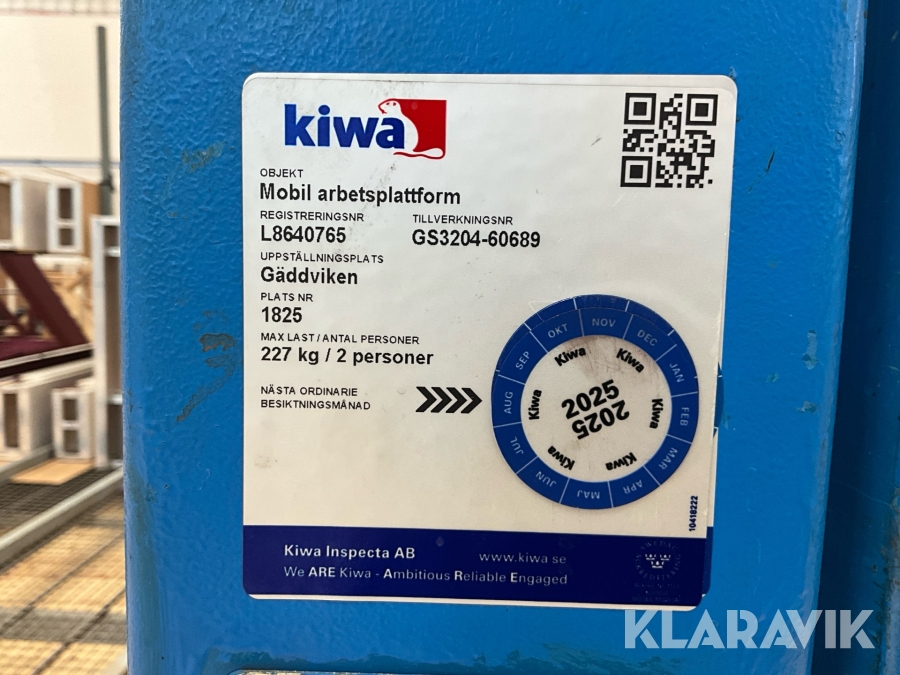 kiwa
OBJEKT
Mobil arbetsplattform
REGISTRERINGSNR TILLVERKNINGSNR
L8640765 GS3204-60689
UPPSTÄLLNINGSPLATS
Gäddviken
PLATS NR
1825
MAX LAST / ANTAL PERSONER
227 kg / 2 personer
NÄSTA ORDINARIE
BESIKTNINGSMÅNAD
JAN FEB MAR APR MAJ JUN JUL AUG SEP OKT NOV DEC
Kiwa Kiwa Kiwa Kiwa Kiwa Kiwa
2025
2025
10418222
Kiwa Inspecta AB www.kiwa.se
We ARE Kiwa - Ambitious Reliable Engaged
KLARAVIK